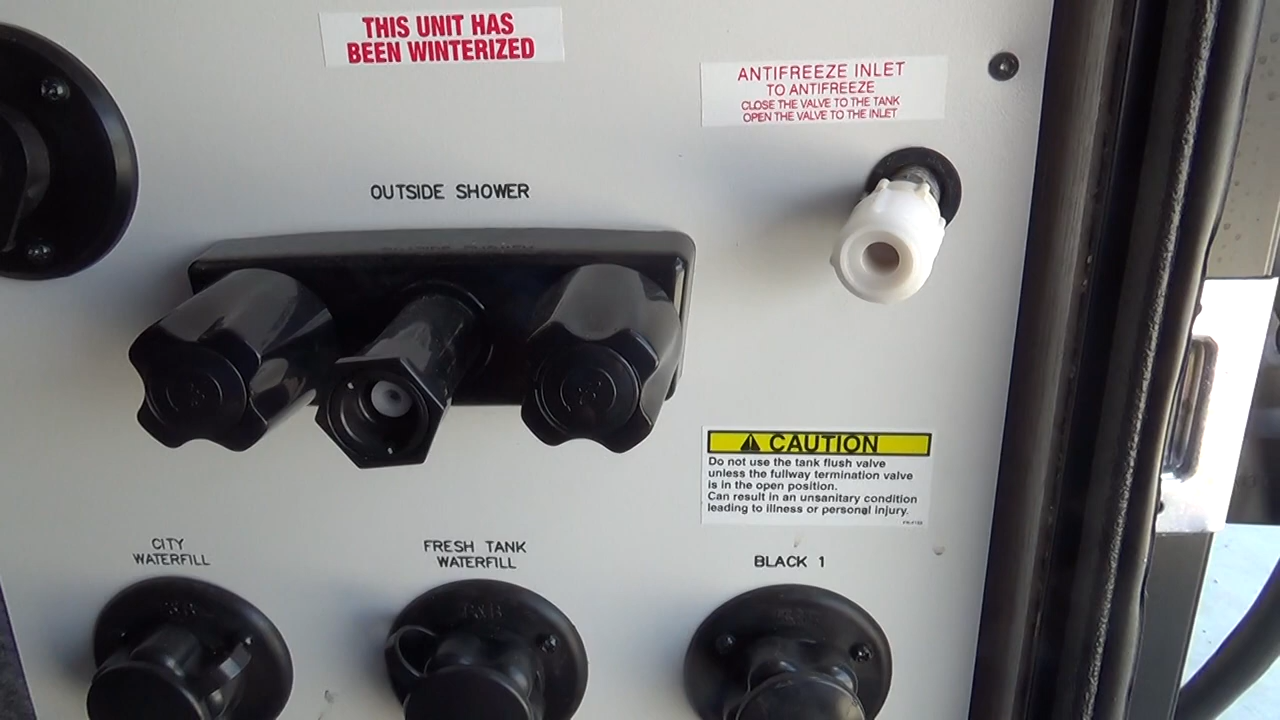 THIS UNIT HAS
BEEN WINTERIZED
ANTIFREEZE INLET
TO ANTIFREEZE
CLOSE THE VALVE TO THE TANK
OPEN THE VALVE TO THE INLET
OUTSIDE SHOWER
CAUTION
Do not use the tank flush valve
unless the fullway termination valve
is in the open position.
Can result in an unsanitary condition
leading to illness or personal injury.
CITY
WATERFILL
FRESH TANK
WATERFILL
BLACK 1